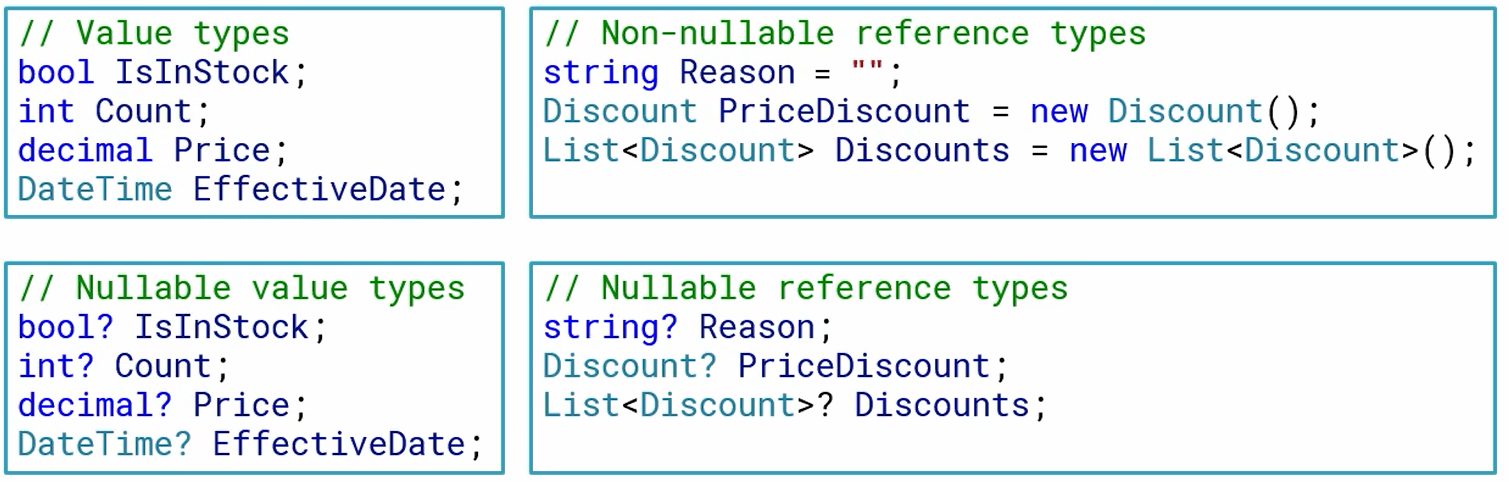 // Value types
bool IsInStock;
int Count;
decimal Price;
DateTime EffectiveDate;
// Non-nullable reference types
string Reason = "";
Discount PriceDiscount = new Discount();
List<Discount> Discounts = new List<Discount>();
// Nullable value types
bool? IsInStock;
int? Count;
decimal? Price;
DateTime? EffectiveDate;
// Nullable reference types
string? Reason;
Discount? PriceDiscount;
List<Discount>? Discounts;